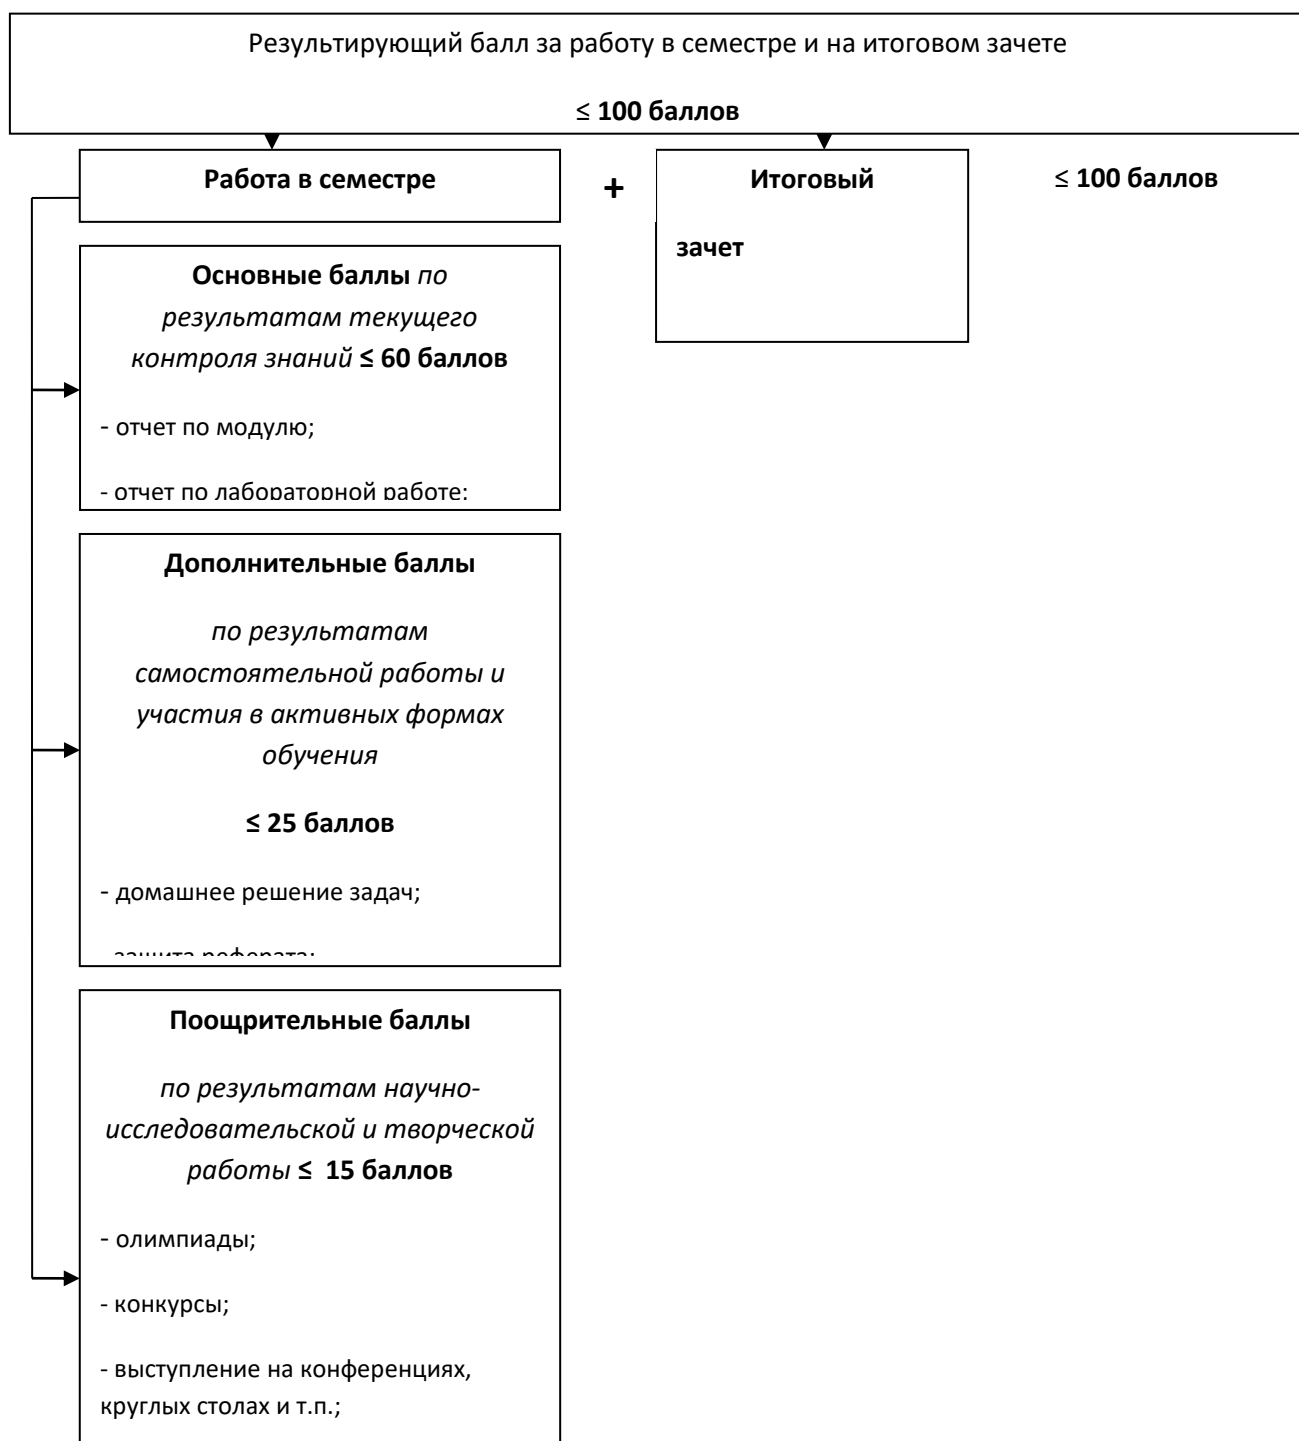 Результирующий балл за работу в семестре и на итоговом зачете
≤ 100 баллов
Работа в семестре
+
Итоговый
зачет
≤ 100 баллов
Основные баллы по
результатам текущего
контроля знаний ≤ 60 баллов
- отчет по модулю;
- отчет по лабораторной работе:
Дополнительные баллы
по результатам
самостоятельной работы и
участия в активных формах
обучения
≤ 25 баллов
- домашнее решение задач;
защита реферата:
Поощрительные баллы
по результатам научно-
исследовательской и творческой
работы ≤ 15 баллов
- олимпиады;
- конкурсы;
- выступление на конференциях,
круглых столах и т.п.;